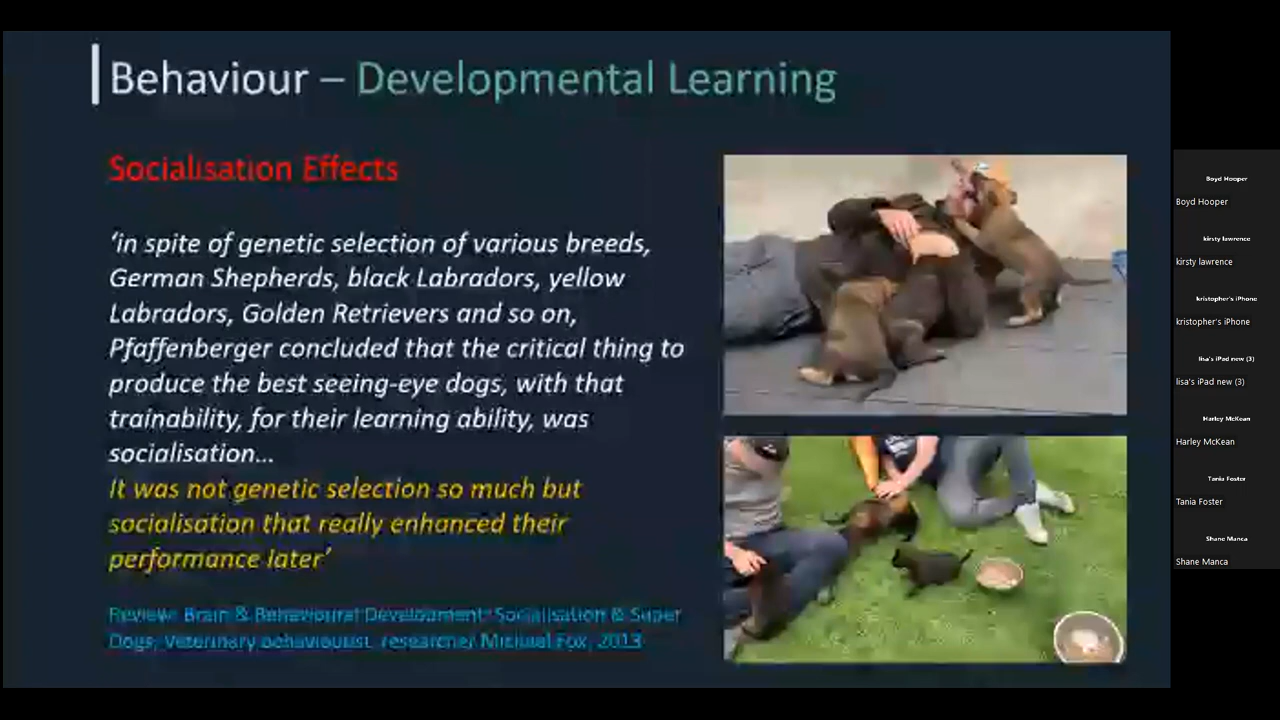 Behaviour – Developmental Learning
Socialisation Effects
‘in spite of genetic selection of various breeds,
German Shepherds, black Labradors, yellow
Labradors, Golden Retrievers and so on,
Pfaffenberger concluded that the critical thing to
produce the best seeing-eye dogs, with that
trainability, for their learning ability, was
socialisation...
It was not genetic selection so much but
socialisation that really enhanced their
performance later’
Review: Brain & Behavioural Development: Socialisation & Super
Dogs, Veterinary behaviourist, researcher Michael Fox, 2013
Boyd Hooper
Boyd Hooper
kirsty lawrence
kirsty lawrence
kristopher's iPhone
kristopher's iPhone
lisa's iPad new (3)
lisa's iPad new (3)
Harley McKean
Harley McKean
Tania Foster
Tania Foster
Shane Manca
Shane Manca